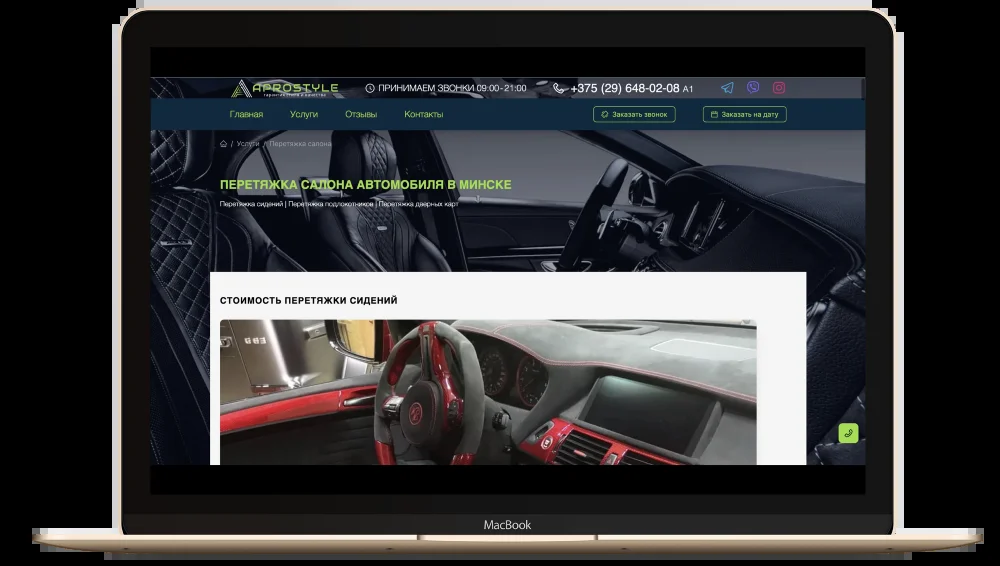 APROSTYLE
ПРИНИМАЕМ ЗВОНКИ 09:00 - 21:00
+375 (29) 648-02-08 A1
Главная
Услуги
Отзывы
Контакты
Заказать звонок
Заказать на дату
/ Услуги / Перетяжка салона
ПЕРЕТЯЖКА САЛОНА АВТОМОБИЛЯ В МИНСКЕ
Перетяжка сидений | Перетяжка подлокотников | Перетяжка дверных карт
СТОИМОСТЬ ПЕРЕТЯЖКИ СИДЕНИЙ
MacBook